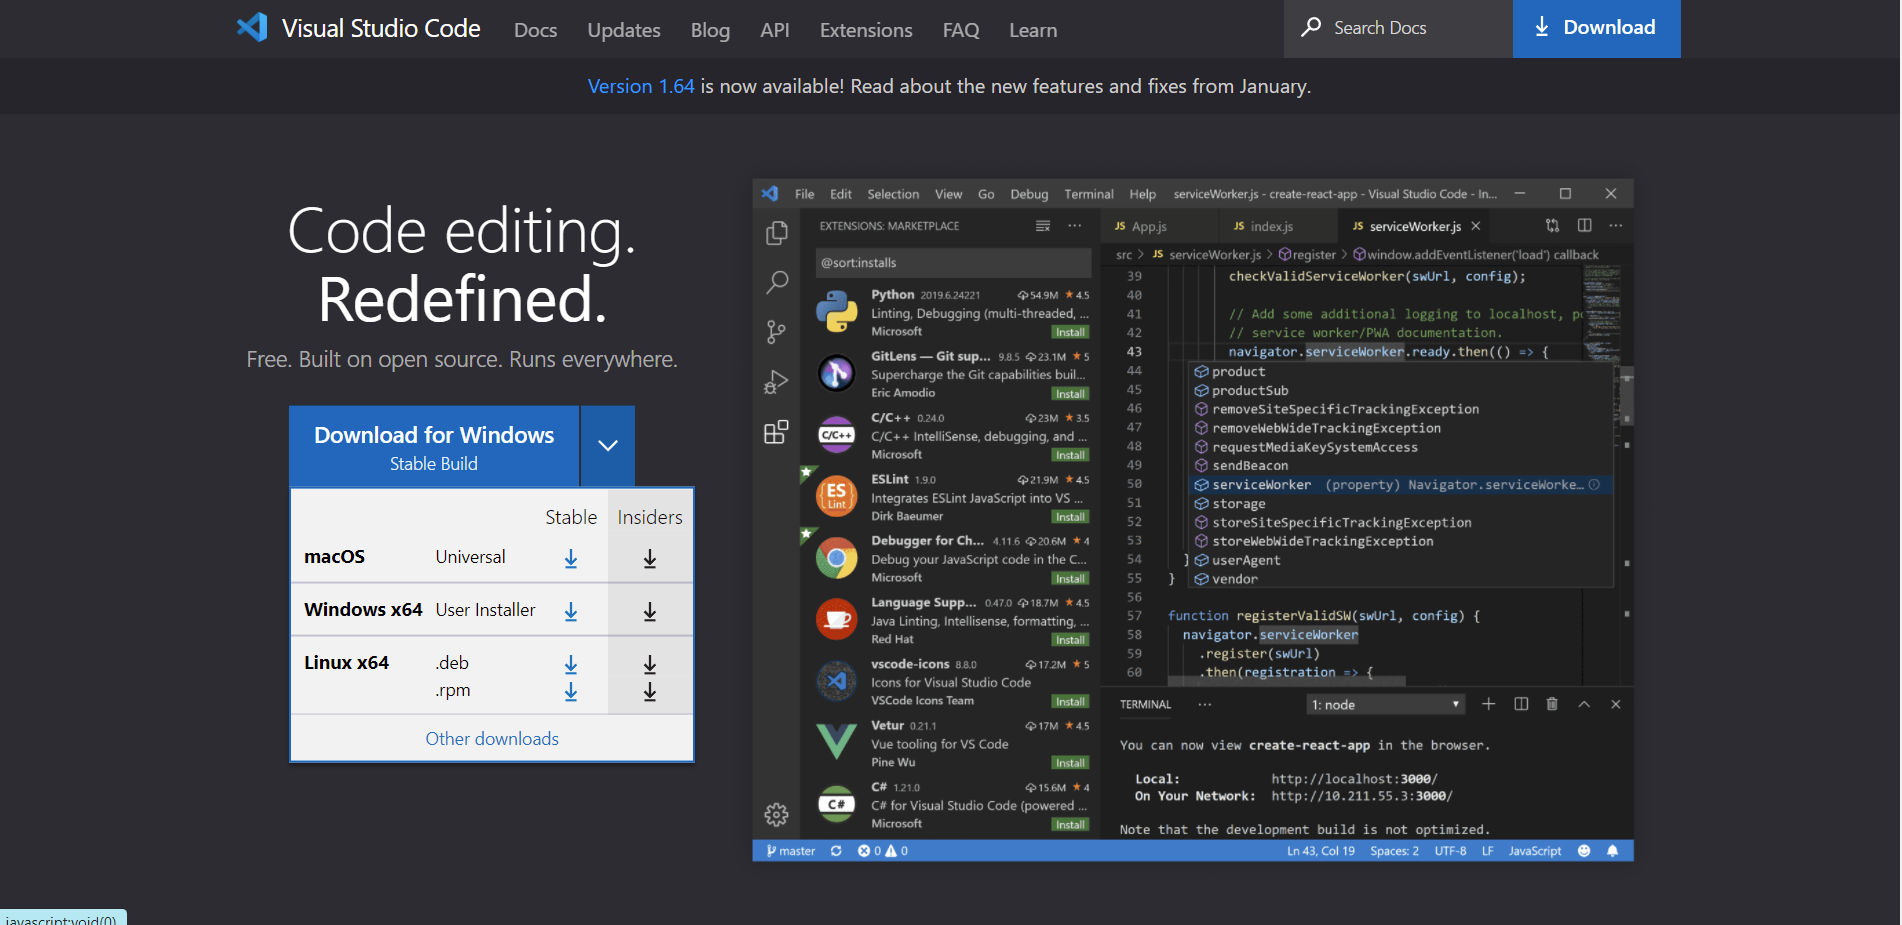 Visual Studio Code Docs Updates Blog API Extensions FAQ Learn Search Docs Download
Version 1.64 is now available! Read about the new features and fixes from January.
Code editing.
Redefined.
Free. Built on open source. Runs everywhere.
Download for Windows
Stable Build
Stable Insiders
macOS Universal
Windows x64 User Installer
Linux x64 .deb
.rpm
Other downloads
File Edit Selection View Go Debug Terminal Help serviceWorker.js - create-react-app - Visual Studio Code - In...
EXTENSIONS: MARKETPLACE ...
@sort:installs
Python 2019.6.24221 54.9M ★ 4.5
Linting, Debugging (multi-threaded, ...
Microsoft Install
GitLens — Git sup... 9.8.5 23.1M ★ 5
Supercharge the Git capabilities buil...
Eric Amodio Install
C/C++
C/C++ 0.24.0 23M ★ 3.5
C/C++ IntelliSense, debugging, and ...
Microsoft Install
ES
Lint
ESLint 1.9.0 21.9M ★ 4.5
Integrates ESLint JavaScript into VS ...
Dirk Baeumer Install
Debugger for Ch... 4.11.6 20.6M ★ 4
Debug your JavaScript code in the C...
Microsoft Install
Language Supp... 0.47.0 18.7M ★ 4.5
Java Linting, Intellisense, formatting, ...
Red Hat Install
vscode-icons 8.8.0 17.2M ★ 5
Icons for Visual Studio Code
VSCode Icons Team Install
Vetur 0.21.1 17M ★ 4.5
Vue tooling for VS Code
Pine Wu Install
C#
C# 1.21.0 15.6M ★ 4
C# for Visual Studio Code (powered ...
Microsoft Install
JS App.js JS index.js JS serviceWorker.js ...
src > JS serviceWorker.js > register > window.addEventListener('load') callback
39 checkValidServiceWorker(swUrl, config);
40
41 // Add some additional logging to localhost, po
42 // service worker/PWA documentation.
43 navigator.serviceWorker.ready.then(() => {
44 product
45 productSub
46 removeSiteSpecificTrackingException
47 removeWebWideTrackingException
48 requestMediaKeySystemAccess
49 sendBeacon
50 serviceWorker (property) Navigator.serviceWorke...
51 storage
52 storeSiteSpecificTrackingException
53 storeWebWideTrackingException
54 } userAgent
55 } vendor
56
57 function registerValidSW(swUrl, config) {
58 navigator.serviceWorker
59 .register(swUrl)
60 .then(registration => {
TERMINAL ... 1: node
You can now view create-react-app in the browser.
Local: http://localhost:3000/
On Your Network: http://10.211.55.3:3000/
Note that the development build is not optimized.
master 0 0 Ln 43, Col 19 Spaces: 2 UTF-8 LF JavaScript
javascript:void(0)